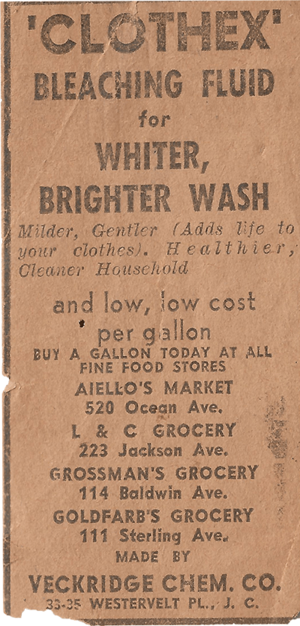 'CLOTHEX'
BLEACHING FLUID
for
WHITER,
BRIGHTER WASH
Milder, Gentler (Adds life to
your clothes). Healthier,
Cleaner Household
and low, low cost
per gallon
BUY A GALLON TODAY AT ALL
FINE FOOD STORES
AIELLO'S MARKET
520 Ocean Ave.
L & C GROCERY
223 Jackson Ave.
GROSSMAN'S GROCERY
114 Baldwin Ave.
GOLDFARB'S GROCERY
111 Sterling Ave.
MADE BY
VECKRIDGE CHEM. CO.
33-35 WESTERVELT PL., J. C.